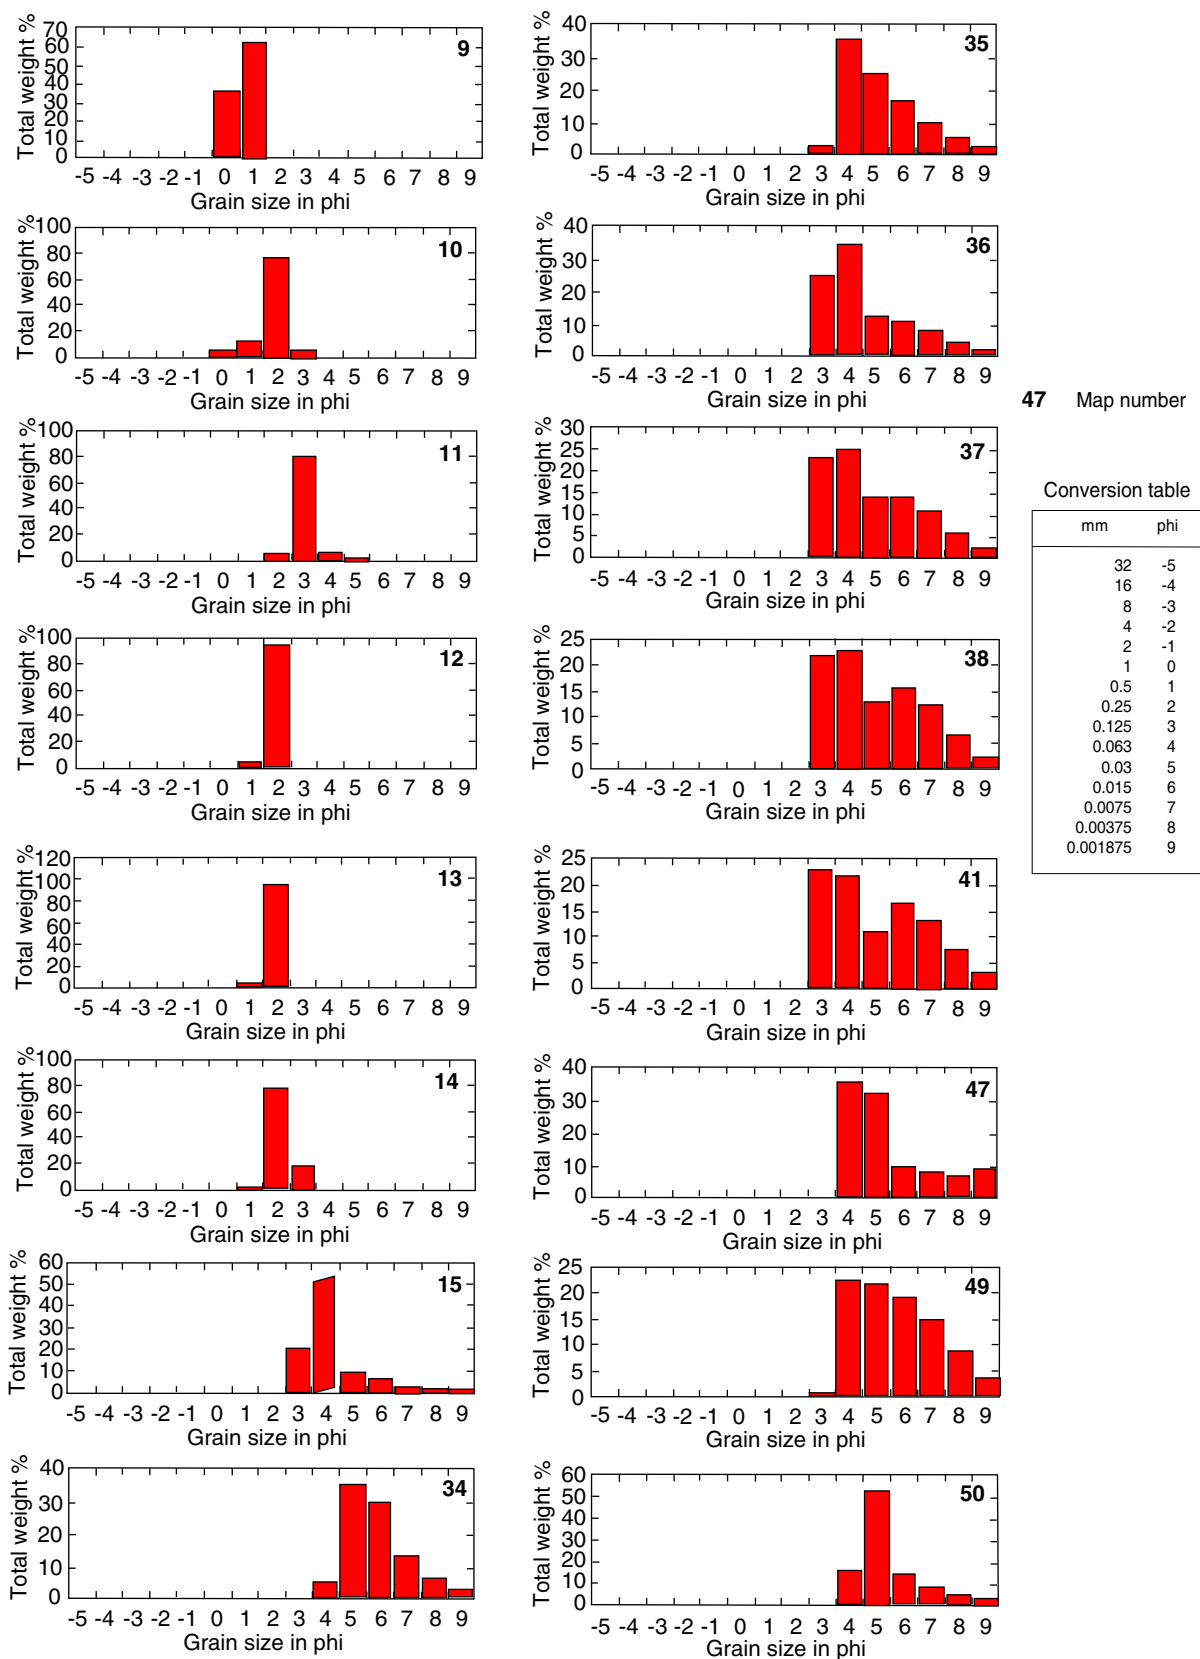 Total weight %
70
60
50
40
30
20
10
0
9
-5 -4 -3 -2 -1 0 1 2 3 4 5 6 7 8 9
Grain size in phi
Total weight %
100
80
60
40
20
0
10
-5 -4 -3 -2 -1 0 1 2 3 4 5 6 7 8 9
Grain size in phi
Total weight %
100
80
60
40
20
0
11
-5 -4 -3 -2 -1 0 1 2 3 4 5 6 7 8 9
Grain size in phi
Total weight %
100
80
60
40
20
0
12
-5 -4 -3 -2 -1 0 1 2 3 4 5 6 7 8 9
Grain size in phi
Total weight %
120
100
80
60
40
20
0
13
-5 -4 -3 -2 -1 0 1 2 3 4 5 6 7 8 9
Grain size in phi
Total weight %
100
80
60
40
20
0
14
-5 -4 -3 -2 -1 0 1 2 3 4 5 6 7 8 9
Grain size in phi
Total weight %
60
50
40
30
20
10
0
15
-5 -4 -3 -2 -1 0 1 2 3 4 5 6 7 8 9
Grain size in phi
Total weight %
40
30
20
10
0
34
-5 -4 -3 -2 -1 0 1 2 3 4 5 6 7 8 9
Grain size in phi
Total weight %
40
30
20
10
0
35
-5 -4 -3 -2 -1 0 1 2 3 4 5 6 7 8 9
Grain size in phi
Total weight %
40
30
20
10
0
36
-5 -4 -3 -2 -1 0 1 2 3 4 5 6 7 8 9
Grain size in phi
Total weight %
30
25
20
15
10
5
0
37
-5 -4 -3 -2 -1 0 1 2 3 4 5 6 7 8 9
Grain size in phi
Total weight %
25
20
15
10
5
0
38
-5 -4 -3 -2 -1 0 1 2 3 4 5 6 7 8 9
Grain size in phi
Total weight %
25
20
15
10
5
0
41
-5 -4 -3 -2 -1 0 1 2 3 4 5 6 7 8 9
Grain size in phi
Total weight %
40
30
20
10
0
47
-5 -4 -3 -2 -1 0 1 2 3 4 5 6 7 8 9
Grain size in phi
Total weight %
25
20
15
10
5
0
49
-5 -4 -3 -2 -1 0 1 2 3 4 5 6 7 8 9
Grain size in phi
Total weight %
60
50
40
30
20
10
0
50
-5 -4 -3 -2 -1 0 1 2 3 4 5 6 7 8 9
Grain size in phi
47 Map number
Conversion table
mm phi
32 -5
16 -4
8 -3
4 -2
2 -1
1 0
0.5 1
0.25 2
0.125 3
0.063 4
0.03 5
0.015 6
0.0075 7
0.00375 8
0.001875 9